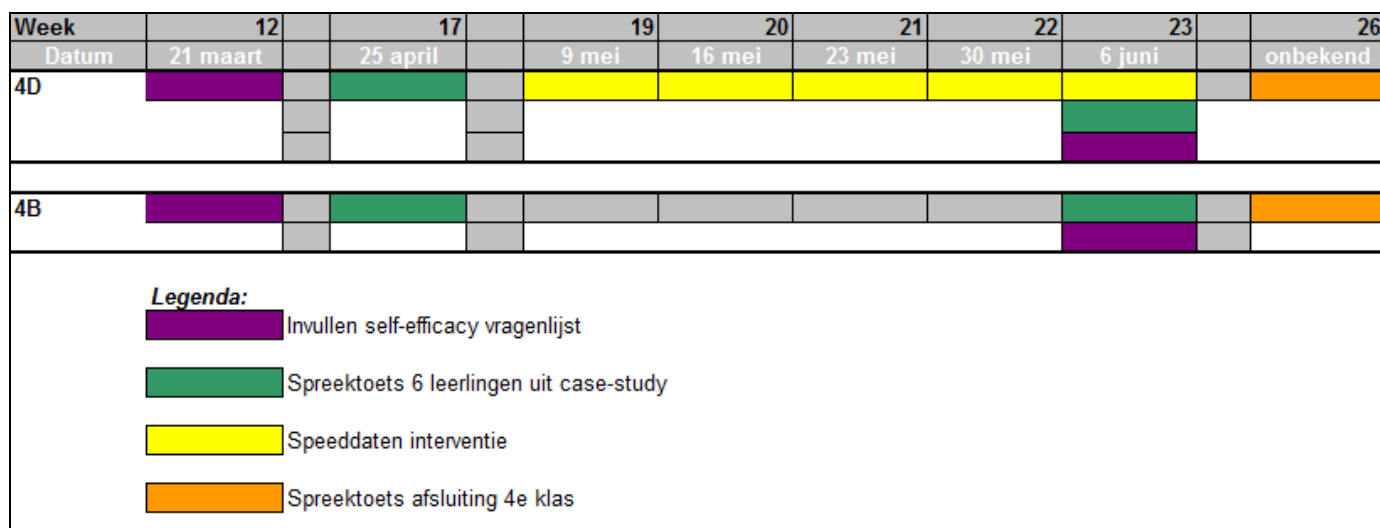 Week 12 17 19 20 21 22 23 26
Datum 21 maart 25 april 9 mei 16 mei 23 mei 30 mei 6 juni onbekend
4D
4B
Legenda:
Invullen self-efficacy vragenlijst
Spreektoets 6 leerlingen uit case-study
Speeddaten interventie
Spreektoets afsluiting 4e klas